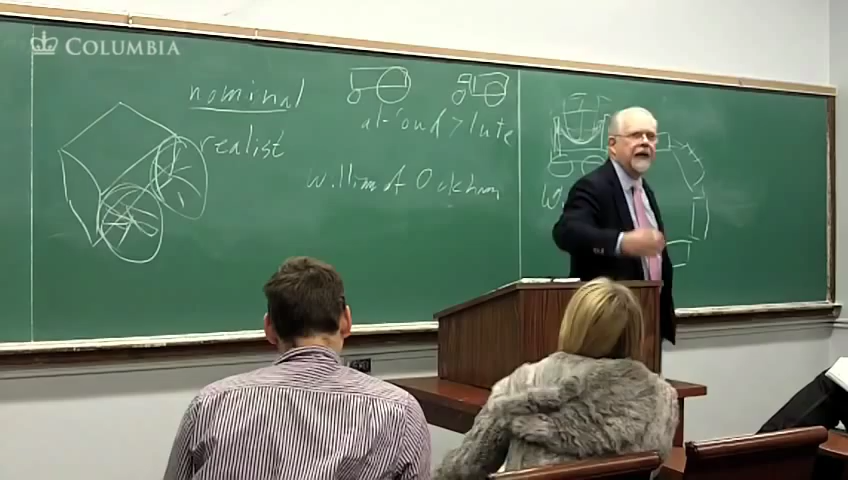 COLUMBIA
nominal
realist
al-'oud > lute
William of Ockham